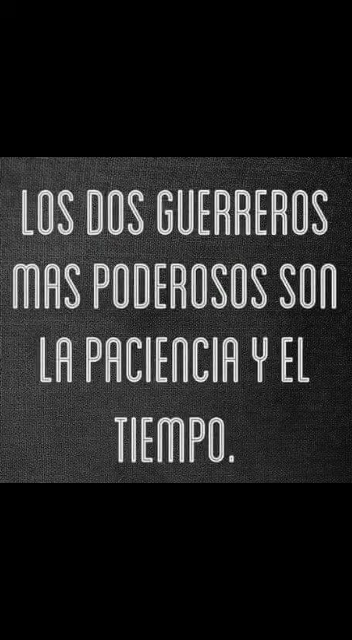 LOS DOS GUERREROS
MAS PODEROSOS SON
LA PACIENCIA Y EL
TIEMPO.